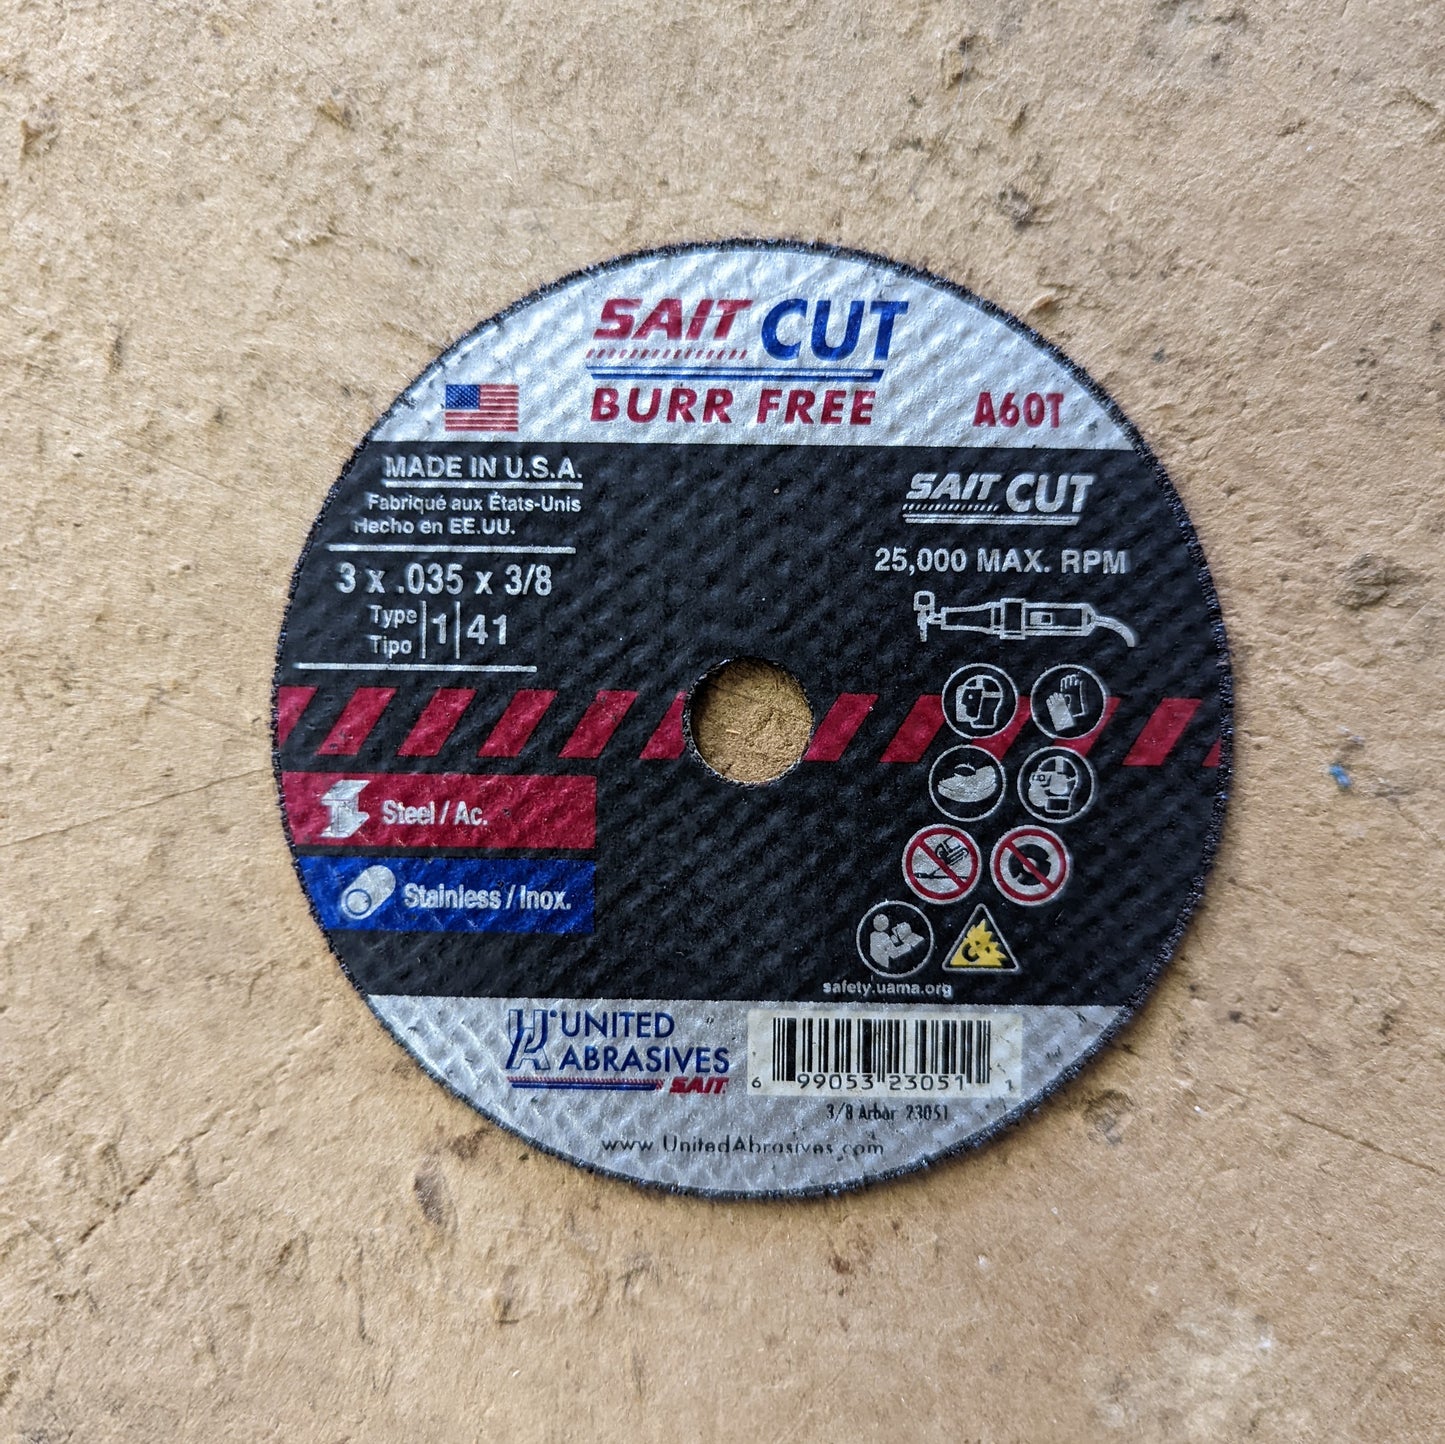 SAIT CUT
BURR FREE
A60T
MADE IN U.S.A.
Fabriqué aux États-Unis
Hecho en EE.UU.
3 x .035 x 3/8
Type
Tipo
1 | 41
SAIT CUT
25,000 MAX. RPM
Steel / Ac.
Stainless / Inox.
safety.uama.org
UA UNITED
ABRASIVES
SAIT
6 99053 23051 1
3/8 Arbor 23051
www.UnitedAbrasives.com